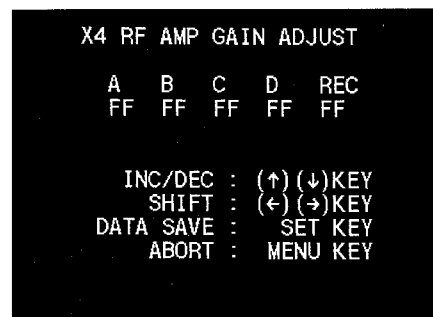 X4 RF AMP GAIN ADJUST
A B C D REC
FF FF FF FF FF
INC/DEC : (↑)(↓)KEY
SHIFT : (←)(→)KEY
DATA SAVE : SET KEY
ABORT : MENU KEY